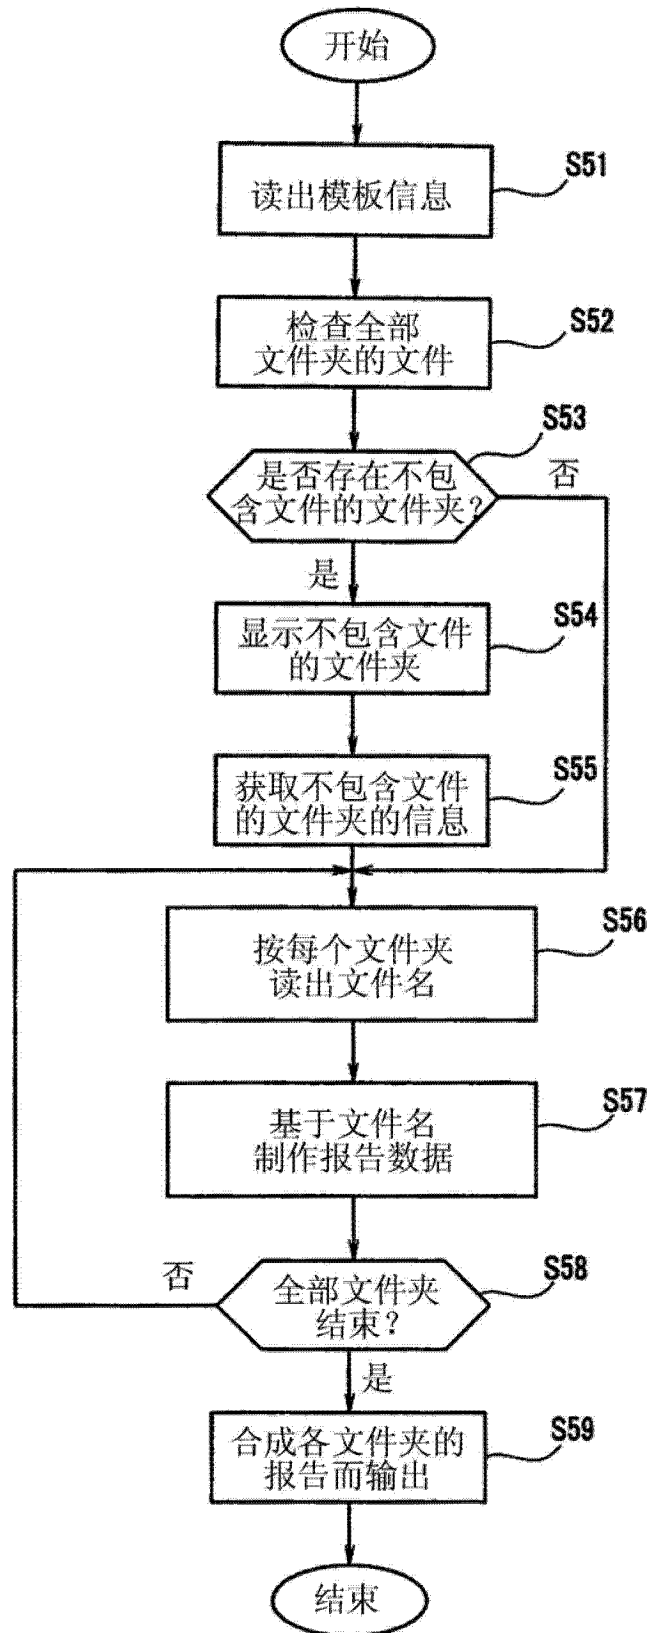 开始
读出模板信息
S51
检查全部
文件夹的文件
S52
S53
是否存在不包
含文件的文件夹？
否
是
显示不包含文件
的文件夹
S54
获取不包含文件
的文件夹的信息
S55
按每个文件夹
读出文件名
S56
基于文件名
制作报告数据
S57
否
全部文件夹
结束？
S58
是
合成各文件夹的
报告而输出
S59
结束